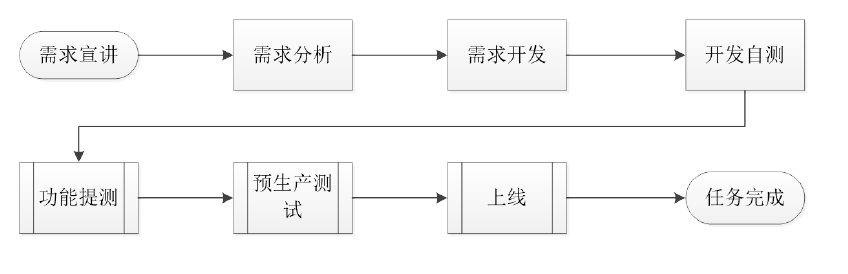 需求宣讲
需求分析
需求开发
开发自测
功能提测
预生产测
试
上线
任务完成